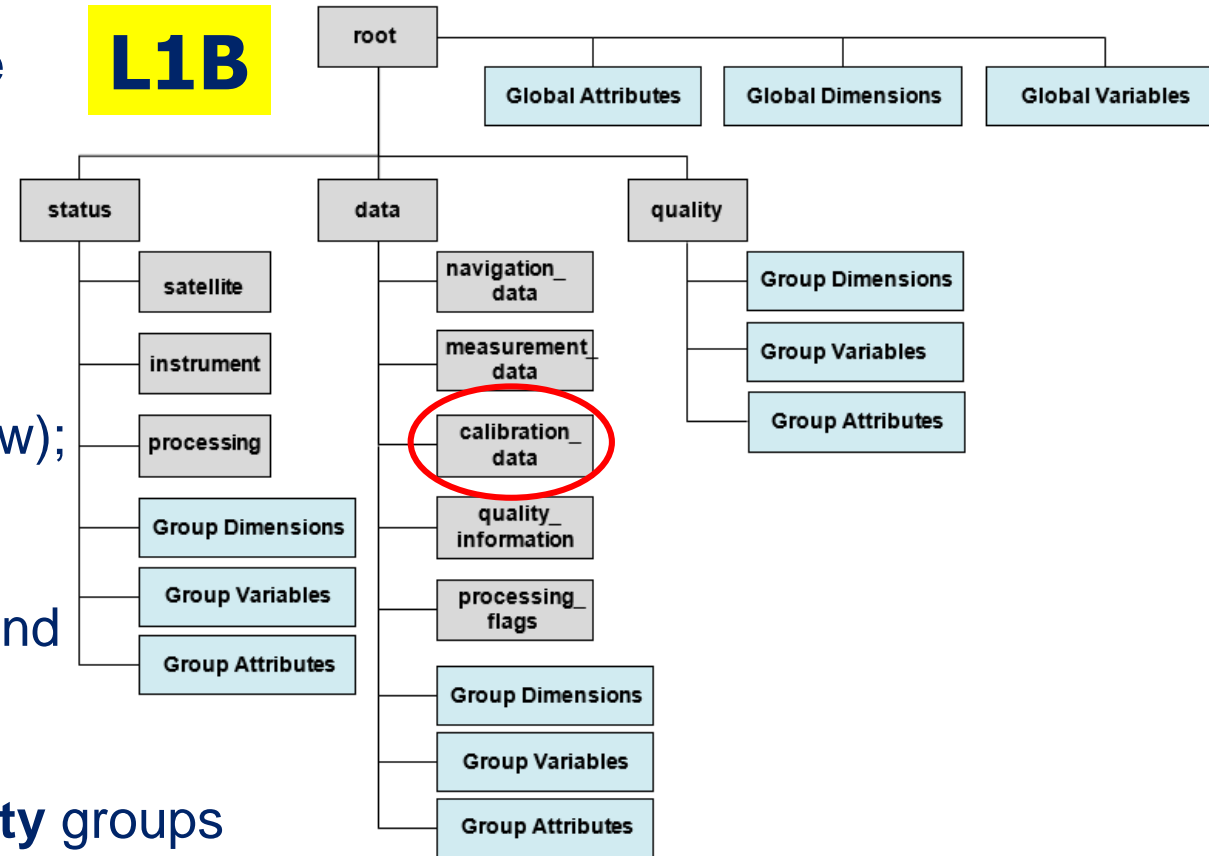 e
L1B
root
Global Attributes
Global Dimensions
Global Variables
status
data
quality
satellite
instrument
processing
Group Dimensions
Group Variables
Group Attributes
navigation_
data
measurement_
data
calibration_
data
quality_
information
processing_
flags
Group Dimensions
Group Variables
Group Attributes
Group Dimensions
Group Variables
Group Attributes
w);
nd
ty groups